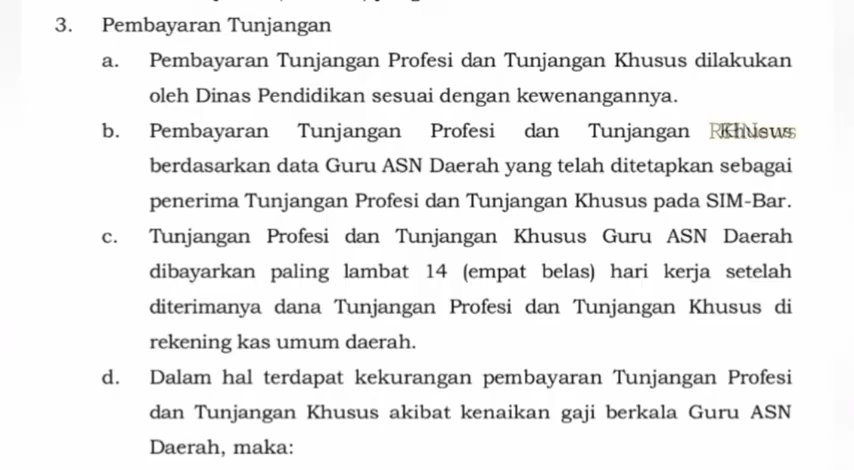 3. Pembayaran Tunjangan
a. Pembayaran Tunjangan Profesi dan Tunjangan Khusus dilakukan
oleh Dinas Pendidikan sesuai dengan kewenangannya.
b. Pembayaran Tunjangan Profesi dan Tunjangan Khusus
berdasarkan data Guru ASN Daerah yang telah ditetapkan sebagai
penerima Tunjangan Profesi dan Tunjangan Khusus pada SIM-Bar.
c. Tunjangan Profesi dan Tunjangan Khusus Guru ASN Daerah
dibayarkan paling lambat 14 (empat belas) hari kerja setelah
diterimanya dana Tunjangan Profesi dan Tunjangan Khusus di
rekening kas umum daerah.
d. Dalam hal terdapat kekurangan pembayaran Tunjangan Profesi
dan Tunjangan Khusus akibat kenaikan gaji berkala Guru ASN
Daerah, maka: